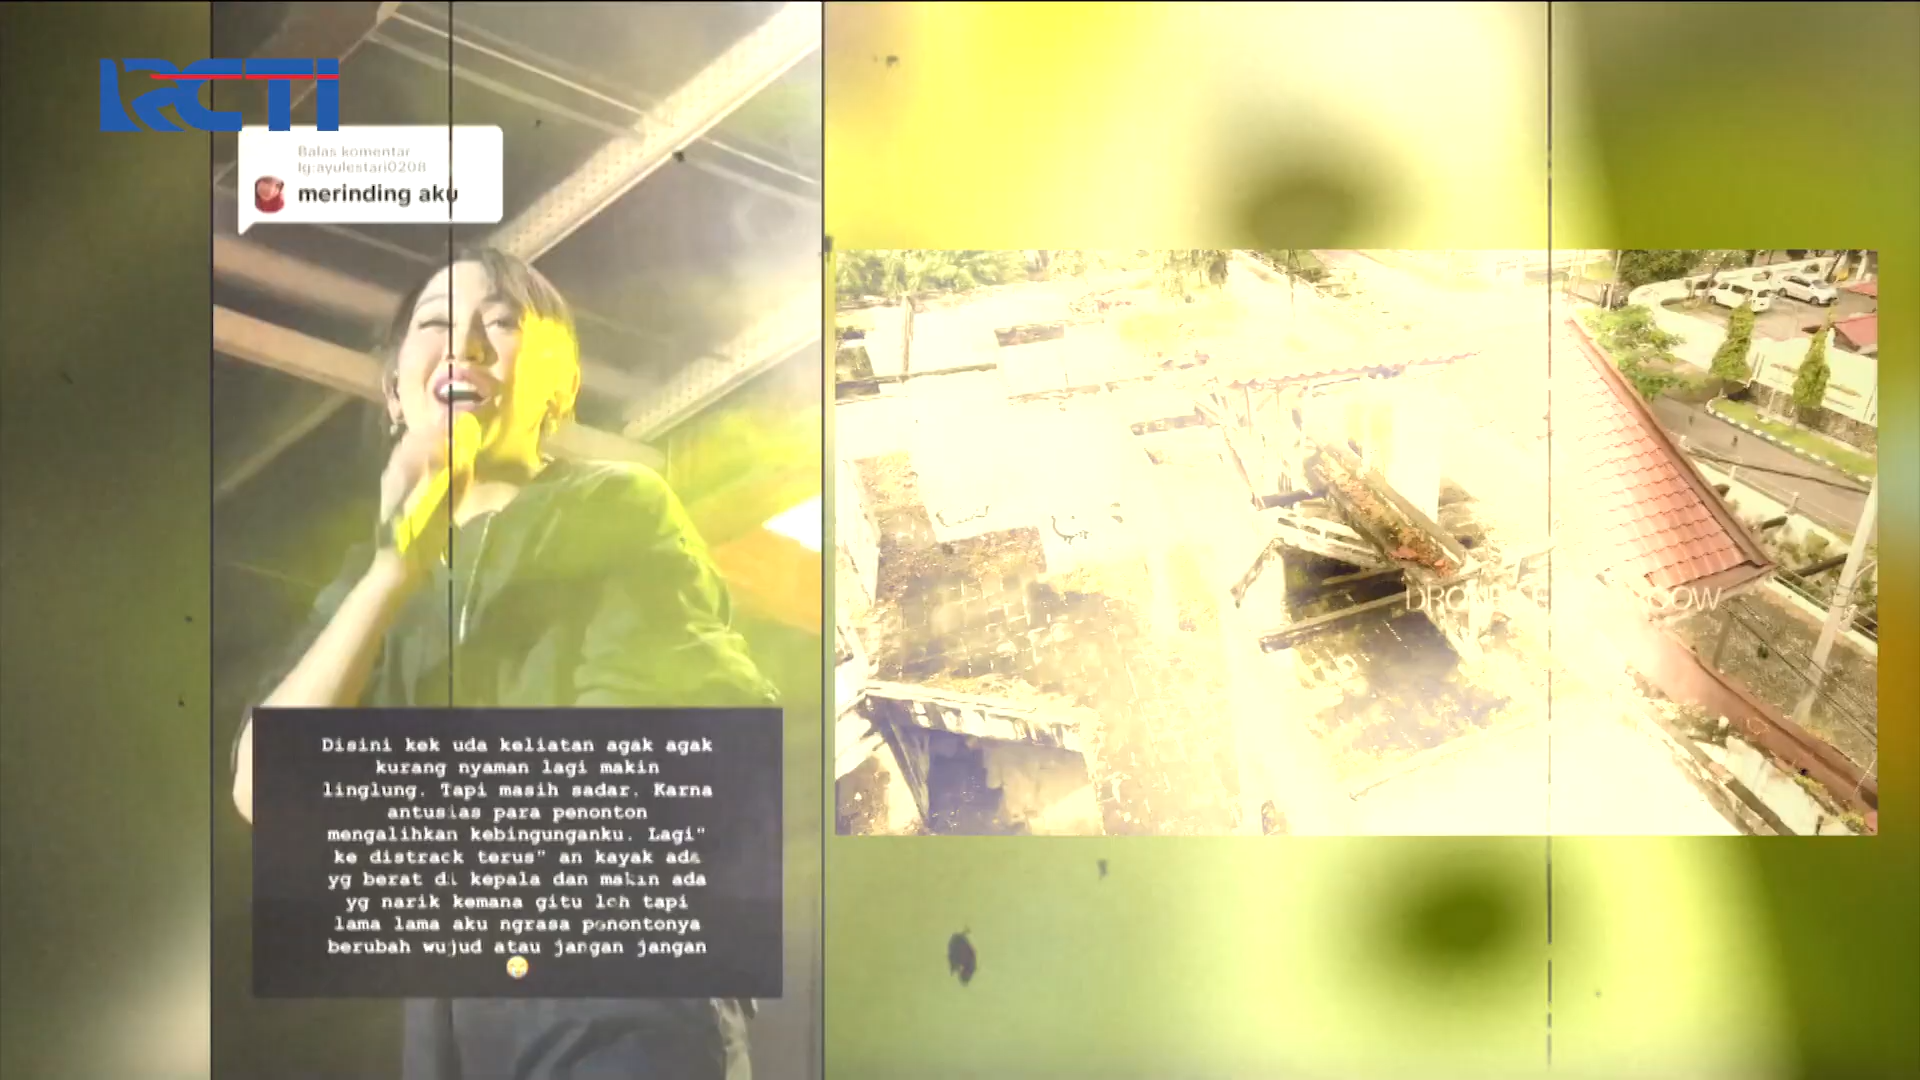 RCTI
Balas komentar
Ig:ayulestari0208
merinding aku
Disini kek uda keliatan agak agak
kurang nyaman lagi makin
linglung. Tapi masih sadar. Karna
antusias para penonton
mengalihkan kebingunganku. Lagi"
ke distrack terus" an kayak ada
yg berat di kepala dan makin ada
yg narik kemana gitu loh tapi
lama lama aku ngrasa penontonya
berubah wujud atau jangan jangan
😭